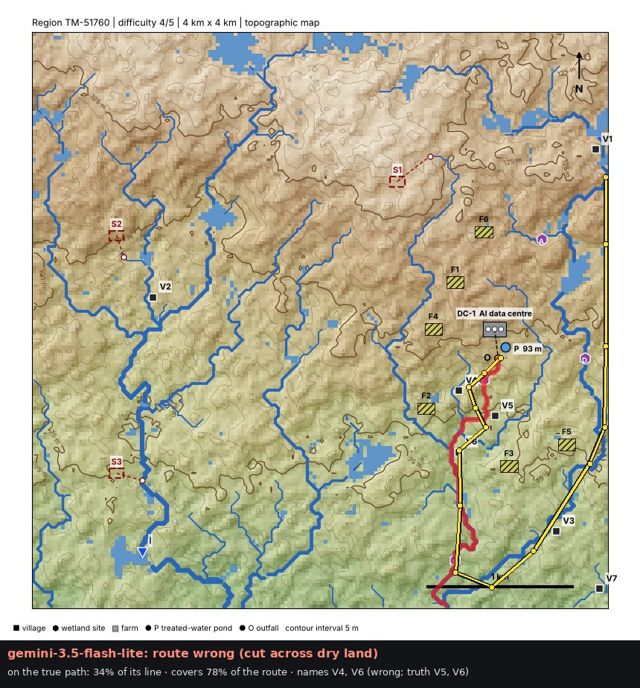 Region TM-51760 | difficulty 4/5 | 4 km x 4 km | topographic map
N
V1
125 m
S1
S2
F6
V2
F1
DC-1 AI data centre
F4
P 93 m
O
F2
V5
F5
F3
S3
V3
V7
■ village ⬢ wetland site ▨ farm ● P treated-water pond ● O outfall contour interval 5 m
gemini-3.5-flash-lite: route wrong (cut across dry land)
on the true path: 34% of its line · covers 78% of the route · names V4, V6 (wrong; truth V5, V6)